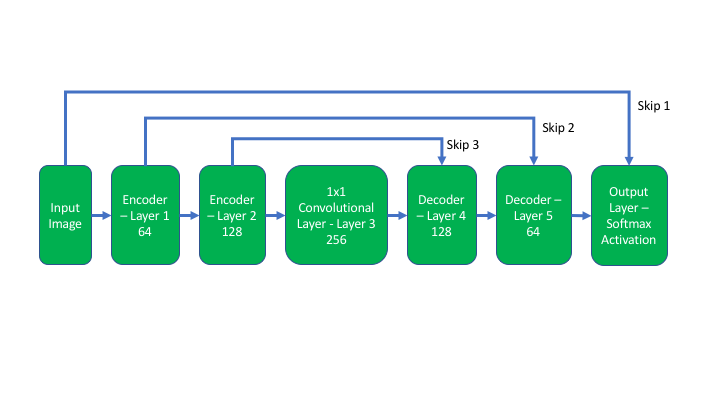 Skip 1
Skip 2
Skip 3
Input
Image
Encoder
– Layer 1
64
Encoder
– Layer 2
128
1x1
Convolutional
Layer - Layer 3
256
Decoder
– Layer 4
128
Decoder –
Layer 5
64
Output
Layer –
Softmax
Activation